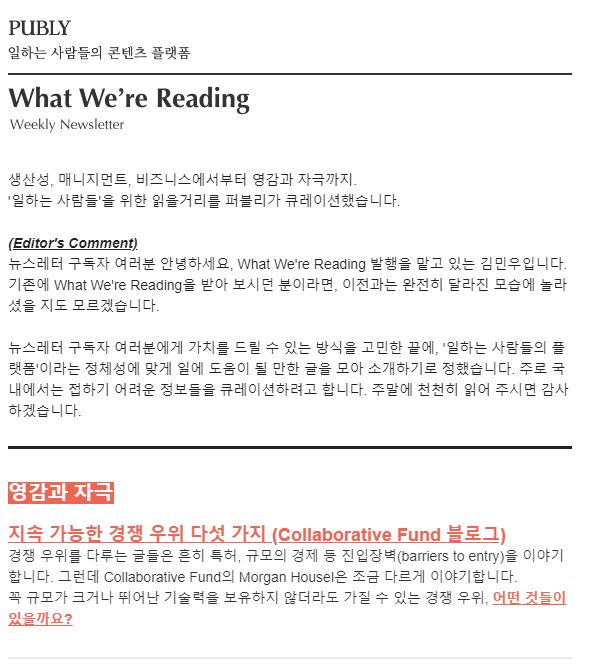 PUBLY
일하는 사람들의 콘텐츠 플랫폼
What We're Reading
Weekly Newsletter
생산성, 매니지먼트, 비즈니스에서부터 영감과 자극까지.
'일하는 사람들'을 위한 읽을거리를 퍼블리가 큐레이션했습니다.
(Editor's Comment)
뉴스레터 구독자 여러분 안녕하세요, What We're Reading 발행을 맡고 있는 김민우입니다.
기존에 What We're Reading을 받아 보시던 분이라면, 이전과는 완전히 달라진 모습에 놀라
셨을 지도 모르겠습니다.
뉴스레터 구독자 여러분에게 가치를 드릴 수 있는 방식을 고민한 끝에, '일하는 사람들의 플
랫폼'이라는 정체성에 맞게 일에 도움이 될 만한 글을 모아 소개하기로 정했습니다. 주로 국
내에서는 접하기 어려운 정보들을 큐레이션하려고 합니다. 주말에 천천히 읽어 주시면 감사
하겠습니다.
영감과 자극
지속 가능한 경쟁 우위 다섯 가지 (Collaborative Fund 블로그)
경쟁 우위를 다루는 글들은 흔히 특허, 규모의 경제 등 진입장벽(barriers to entry)을 이야기
합니다. 그런데 Collaborative Fund의 Morgan Housel은 조금 다르게 이야기합니다.
꼭 규모가 크거나 뛰어난 기술력을 보유하지 않더라도 가질 수 있는 경쟁 우위, 어떤 것들이
있을까요?